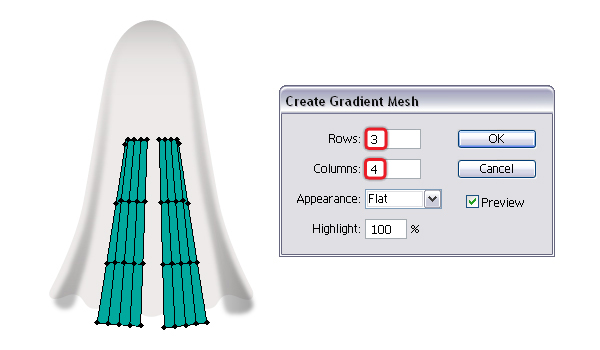 Create Gradient Mesh
Rows: 3
OK
Columns: 4
Cancel
Appearance: Flat
Preview
Highlight: 100 %